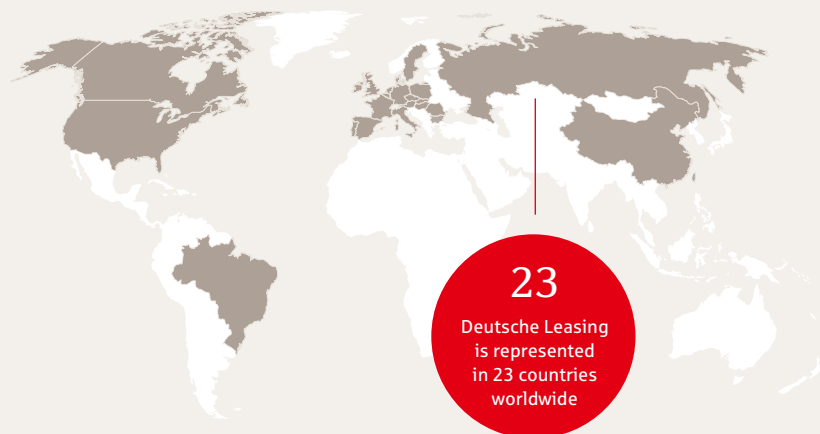 23
Deutsche Leasing
is represented
in 23 countries
worldwide